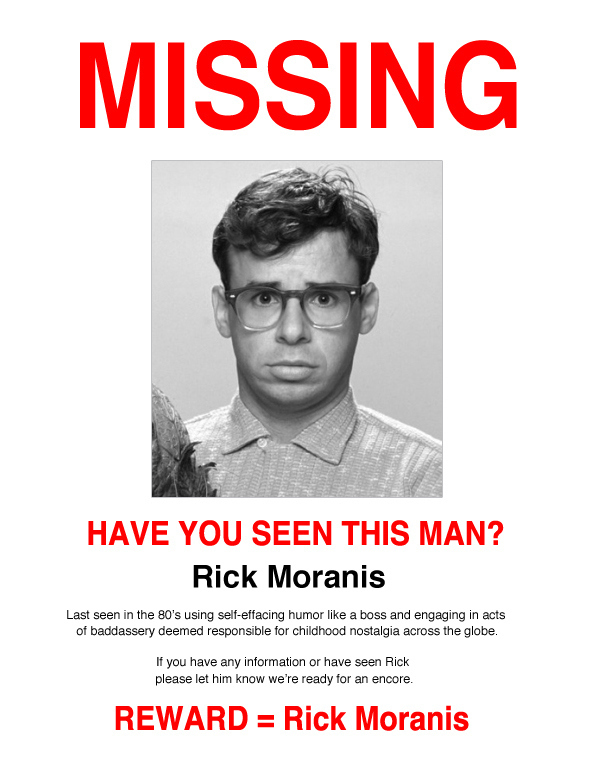 MISSING
HAVE YOU SEEN THIS MAN?
Rick Moranis
Last seen in the 80's using self-effacing humor like a boss and engaging in acts
of baddassery deemed responsible for childhood nostalgia across the globe.
If you have any information or have seen Rick
please let him know we're ready for an encore.
REWARD = Rick Moranis